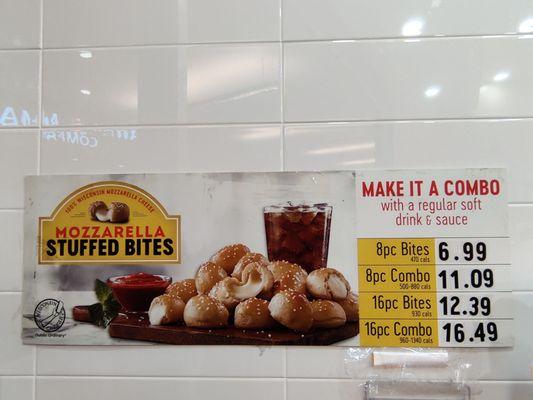 100% WISCONSIN MOZZARELLA CHEESE
MOZZARELLA
STUFFED BITES
MAKE IT A COMBO
with a regular soft
drink & sauce
8pc Bites 6.99
470 cals
8pc Combo 11.09
500-880 cals
16pc Bites 12.39
930 cals
16pc Combo 16.49
960-1340 cals